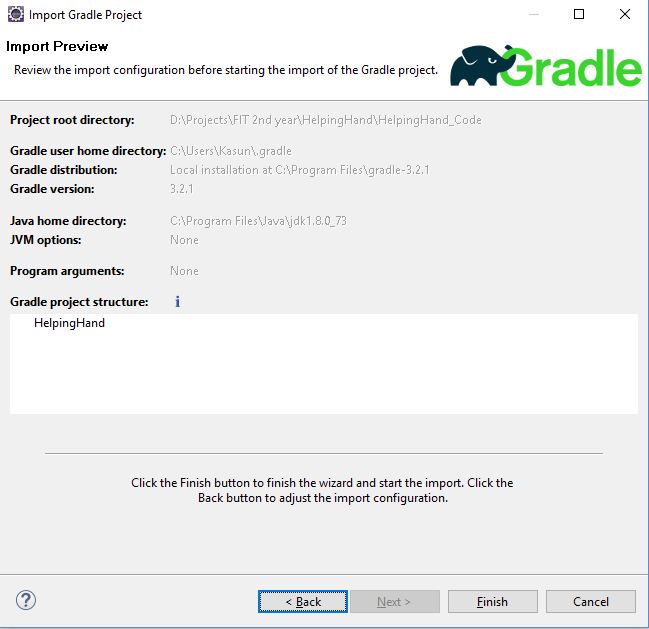 Import Gradle Project
Import Preview
Review the import configuration before starting the import of the Gradle project.
Gradle
Project root directory: D:\Projects\FIT 2nd year\HelpingHand\HelpingHand_Code
Gradle user home directory: C:\Users\Kasun\.gradle
Gradle distribution: Local installation at C:\Program Files\gradle-3.2.1
Gradle version: 3.2.1
Java home directory: C:\Program Files\Java\jdk1.8.0_73
JVM options: None
Program arguments: None
Gradle project structure:
HelpingHand
Click the Finish button to finish the wizard and start the import. Click the
Back button to adjust the import configuration.
< Back Next > Finish Cancel